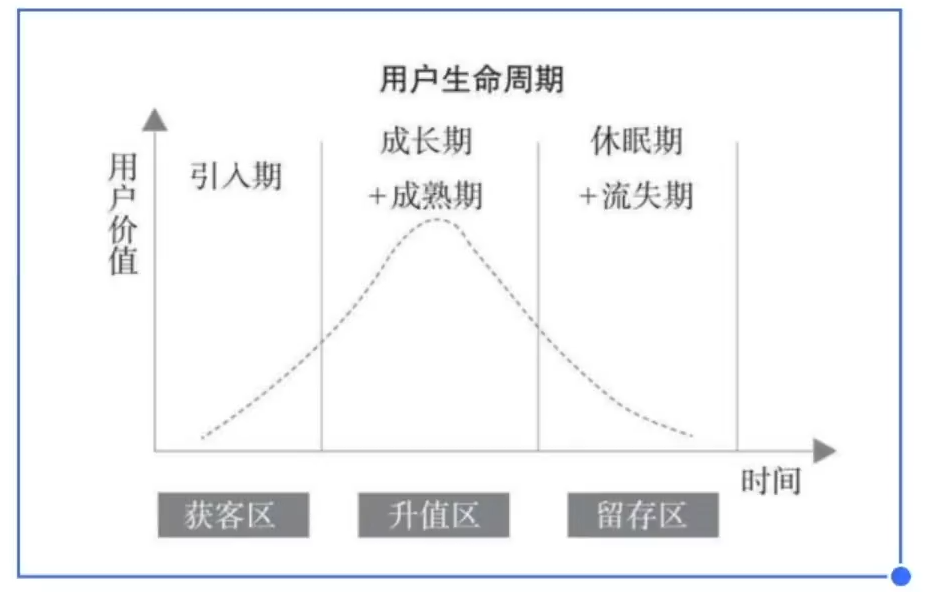 用户生命周期
用户价值
引入期
成长期
+成熟期
休眠期
+流失期
时间
获客区
升值区
留存区